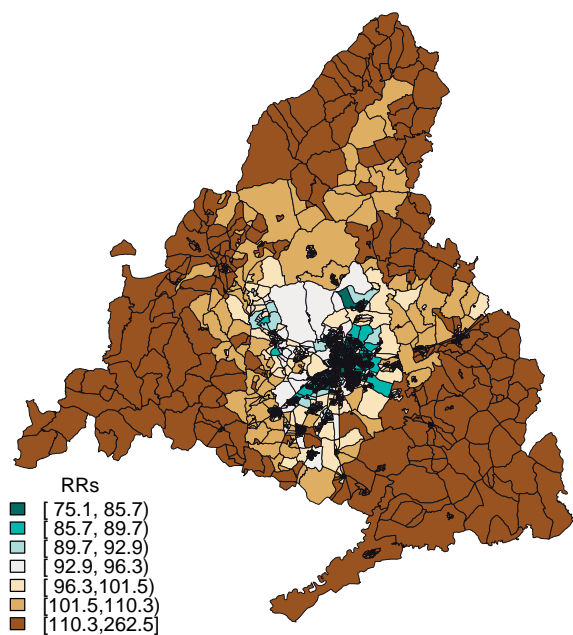 RRs
[ 75.1, 85.7)
[ 85.7, 89.7)
[ 89.7, 92.9)
[ 92.9, 96.3)
[ 96.3,101.5)
[101.5,110.3)
[110.3,262.5]